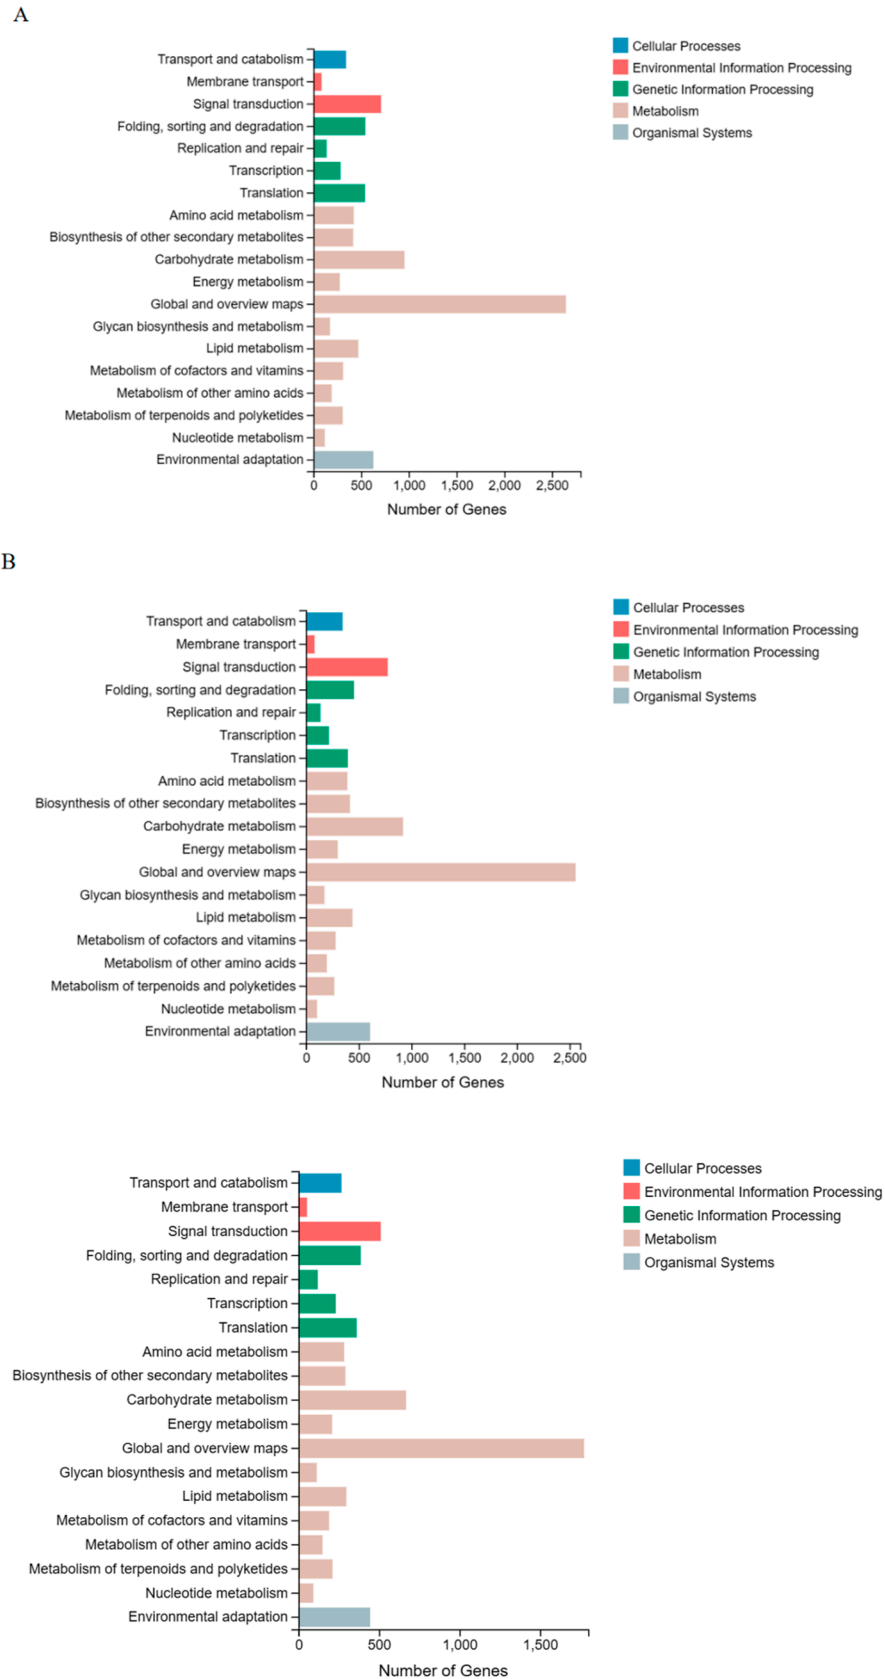 A
Transport and catabolism
Membrane transport
Signal transduction
Folding, sorting and degradation
Replication and repair
Transcription
Translation
Amino acid metabolism
Biosynthesis of other secondary metabolites
Carbohydrate metabolism
Energy metabolism
Global and overview maps
Glycan biosynthesis and metabolism
Lipid metabolism
Metabolism of cofactors and vitamins
Metabolism of other amino acids
Metabolism of terpenoids and polyketides
Nucleotide metabolism
Environmental adaptation
0 500 1,000 1,500 2,000 2,500
Number of Genes
Cellular Processes
Environmental Information Processing
Genetic Information Processing
Metabolism
Organismal Systems
B
Transport and catabolism
Membrane transport
Signal transduction
Folding, sorting and degradation
Replication and repair
Transcription
Translation
Amino acid metabolism
Biosynthesis of other secondary metabolites
Carbohydrate metabolism
Energy metabolism
Global and overview maps
Glycan biosynthesis and metabolism
Lipid metabolism
Metabolism of cofactors and vitamins
Metabolism of other amino acids
Metabolism of terpenoids and polyketides
Nucleotide metabolism
Environmental adaptation
0 500 1,000 1,500 2,000 2,500
Number of Genes
Cellular Processes
Environmental Information Processing
Genetic Information Processing
Metabolism
Organismal Systems
Transport and catabolism
Membrane transport
Signal transduction
Folding, sorting and degradation
Replication and repair
Transcription
Translation
Amino acid metabolism
Biosynthesis of other secondary metabolites
Carbohydrate metabolism
Energy metabolism
Global and overview maps
Glycan biosynthesis and metabolism
Lipid metabolism
Metabolism of cofactors and vitamins
Metabolism of other amino acids
Metabolism of terpenoids and polyketides
Nucleotide metabolism
Environmental adaptation
0 500 1,000 1,500
Number of Genes
Cellular Processes
Environmental Information Processing
Genetic Information Processing
Metabolism
Organismal Systems